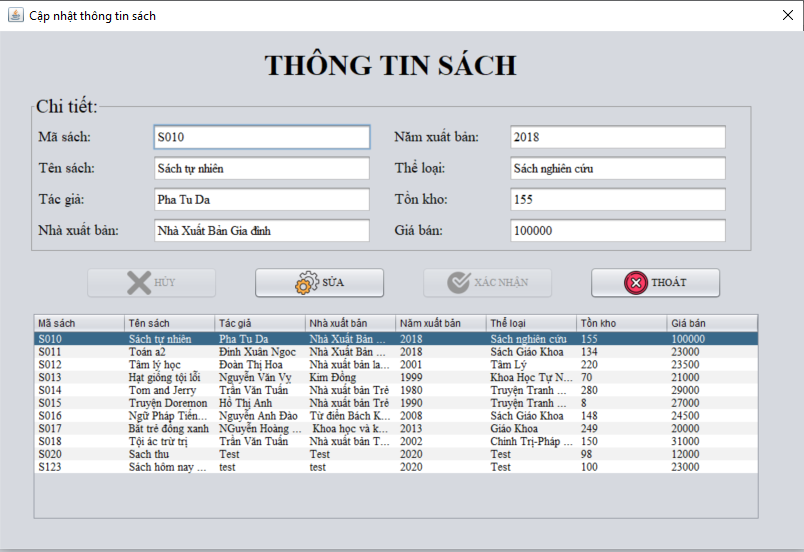 Cập nhật thông tin sách
THÔNG TIN SÁCH
Chi tiết:
Mã sách: S010 Năm xuất bản: 2018
Tên sách: Sách tự nhiên Thể loại: Sách nghiên cứu
Tác giả: Pha Tu Da Tồn kho: 155
Nhà xuất bản: Nhà Xuất Bản Gia đình Giá bán: 100000
HỦY SỬA XÁC NHẬN THOÁT
Mã sách Tên sách Tác giả Nhà xuất bản Năm xuất bản Thể loại Tồn kho Giá bán
S010 Sách tự nhiên Pha Tu Da Nhà Xuất Bản ... 2018 Sách nghiên cứu 155 100000
S011 Toán a2 Đinh Xuân Ngoc Nhà Xuất Bản ... 2018 Sách Giáo Khoa 134 23000
S012 Tâm lý học Đoàn Thị Hoa Nhà xuất bản la... 2001 Tâm Lý 220 23500
S013 Hạt giống tội lỗi Nguyễn Văn Vỵ Kim Đồng 1999 Khoa Học Tự N... 70 21000
S014 Tom and Jerry Trần Văn Tuấn Nhà xuất bản Trẻ 1980 Truyện Tranh ... 280 29000
S015 Truyện Doremon Hồ Thị Anh Nhà xuất bản Trẻ 1990 Truyện Tranh ... 8 27000
S016 Ngữ Pháp Tiến... Nguyễn Anh Đào Từ điển Bách K... 2008 Sách Giáo Khoa 148 24500
S017 Bắt trẻ đồng xanh NGuyễn Hoàng ... Khoa học và k... 2013 Giáo Khoa 249 20000
S018 Tội ác trừ trị Trần Văn Tuấn Nhà xuất bản T... 2002 Chính Trị-Pháp ... 150 31000
S020 Sach thu Test Test 2020 Test 98 12000
S123 Sách hôm nay ... test test 2020 Test 100 23000